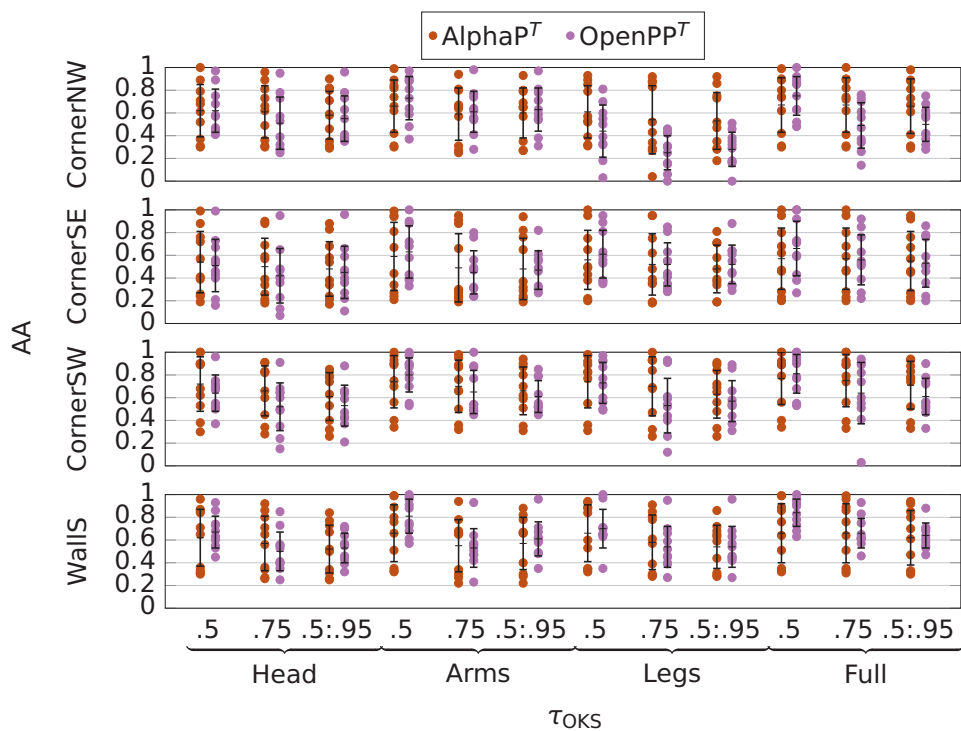 AlphaP^T OpenPP^T
AA
CornerNW
1
0.8
0.6
0.4
0.2
0
CornerSE
1
0.8
0.6
0.4
0.2
0
CornerSW
1
0.8
0.6
0.4
0.2
0
WallS
1
0.8
0.6
0.4
0.2
0
.5 .75 .5:.95 .5 .75 .5:.95 .5 .75 .5:.95 .5 .75 .5:.95
Head Arms Legs Full
τ_OKS